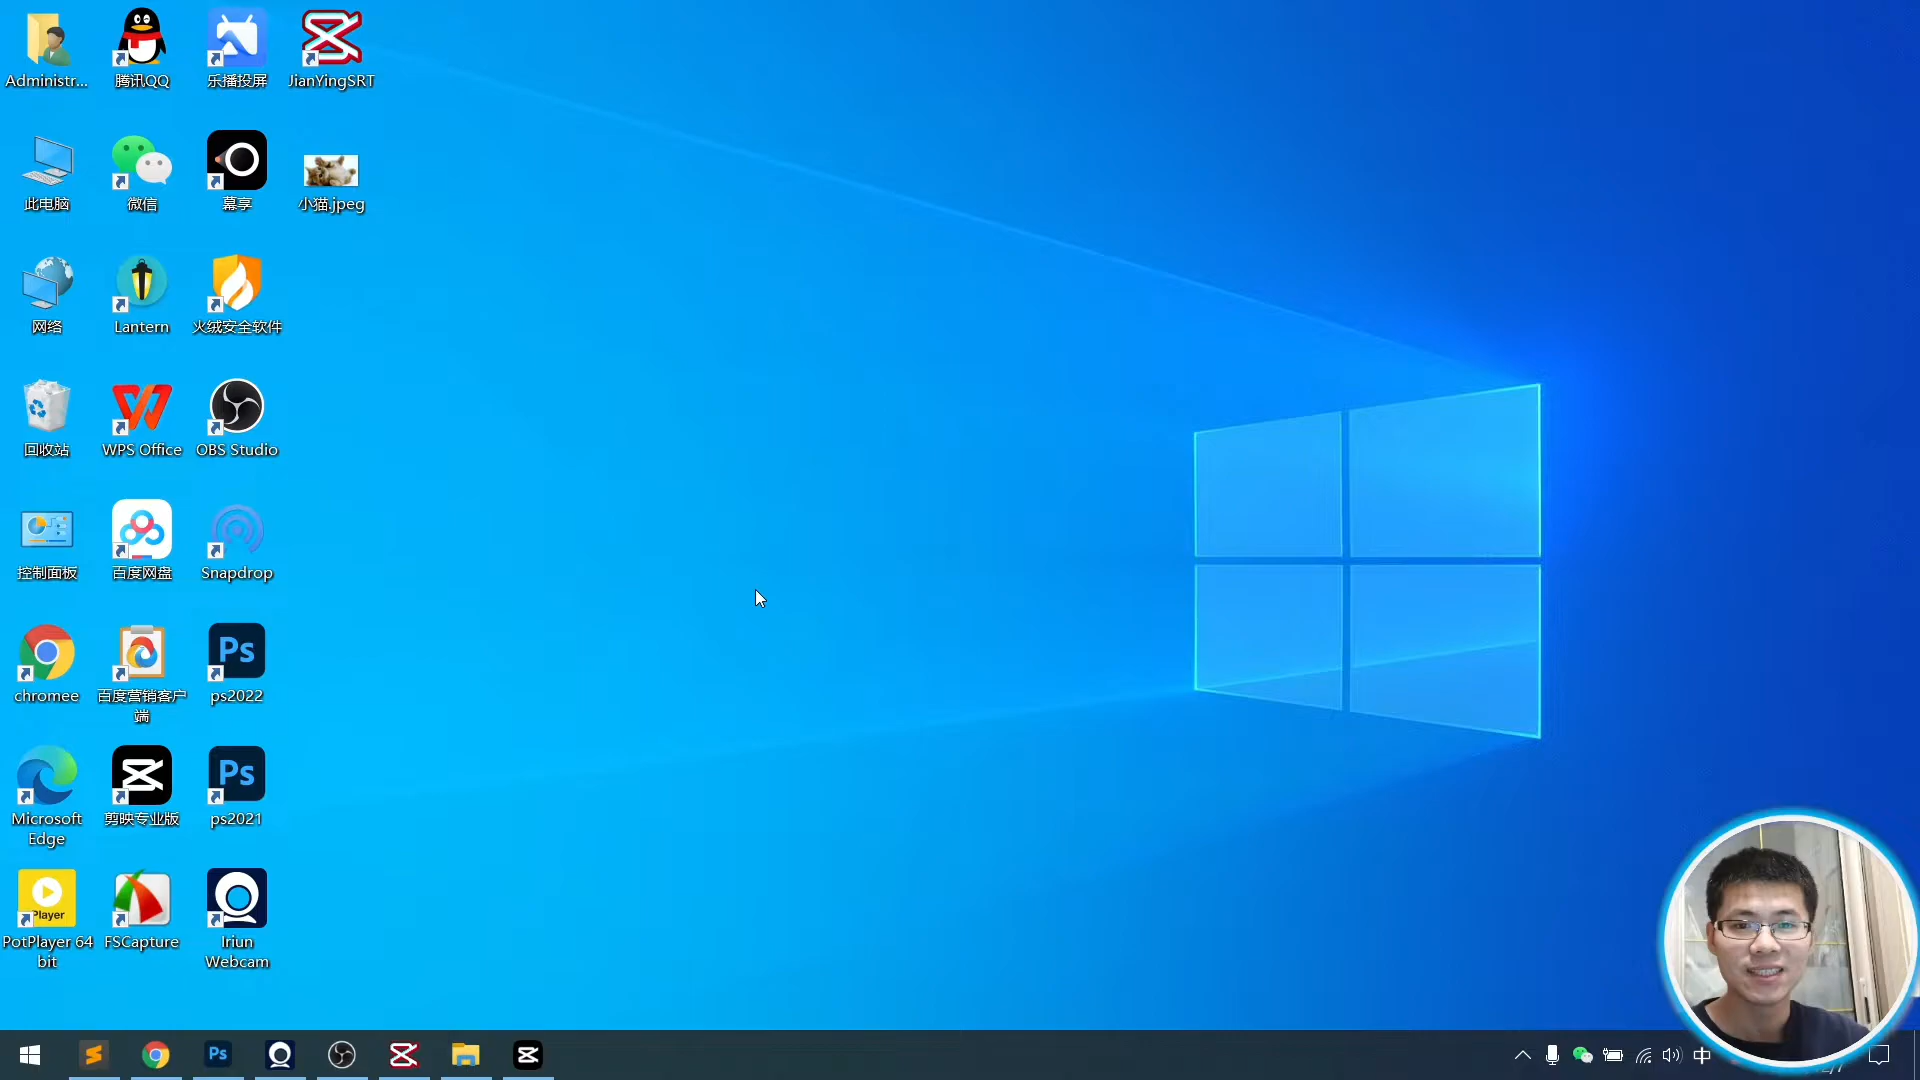 Administr...
腾讯QQ
乐播投屏
JianYingSRT
此电脑
微信
幕享
小猫.jpeg
网络
Lantern
火绒安全软件
回收站
WPS Office
OBS Studio
控制面板
百度网盘
Snapdrop
Ps
chromee
百度营销客户
端
ps2022
Ps
Microsoft
Edge
剪映专业版
ps2021
Player
PotPlayer 64
bit
FSCapture
Iriun
Webcam
Ps
中